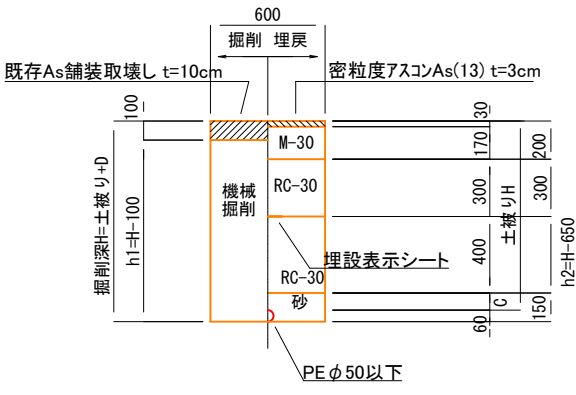 600
掘削 埋戻
既存As舗装取壊し t=10cm
密粒度アスコンAs(13) t=3cm
100
30
M-30
170
200
機械
掘削
RC-30
300
300
掘削深H=土被り+D
h1=H-100
土被りH
埋設表示シート
400
h2=H-650
RC-30
砂
C
150
60
PEφ50以下